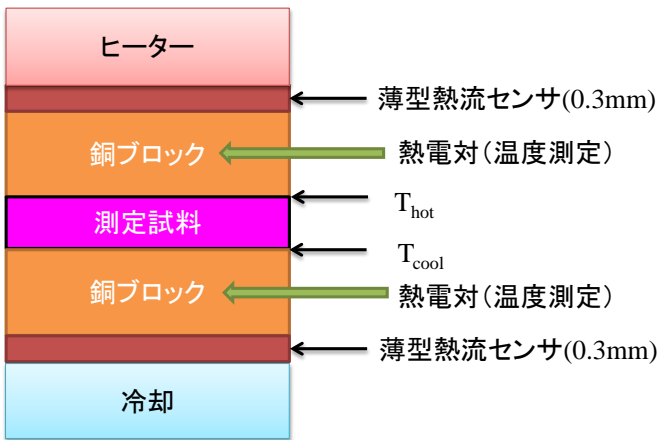 ヒーター
薄型熱流センサ(0.3mm)
銅ブロック
熱電対（温度測定）
T_hot
測定試料
T_cool
銅ブロック
熱電対（温度測定）
薄型熱流センサ(0.3mm)
冷却